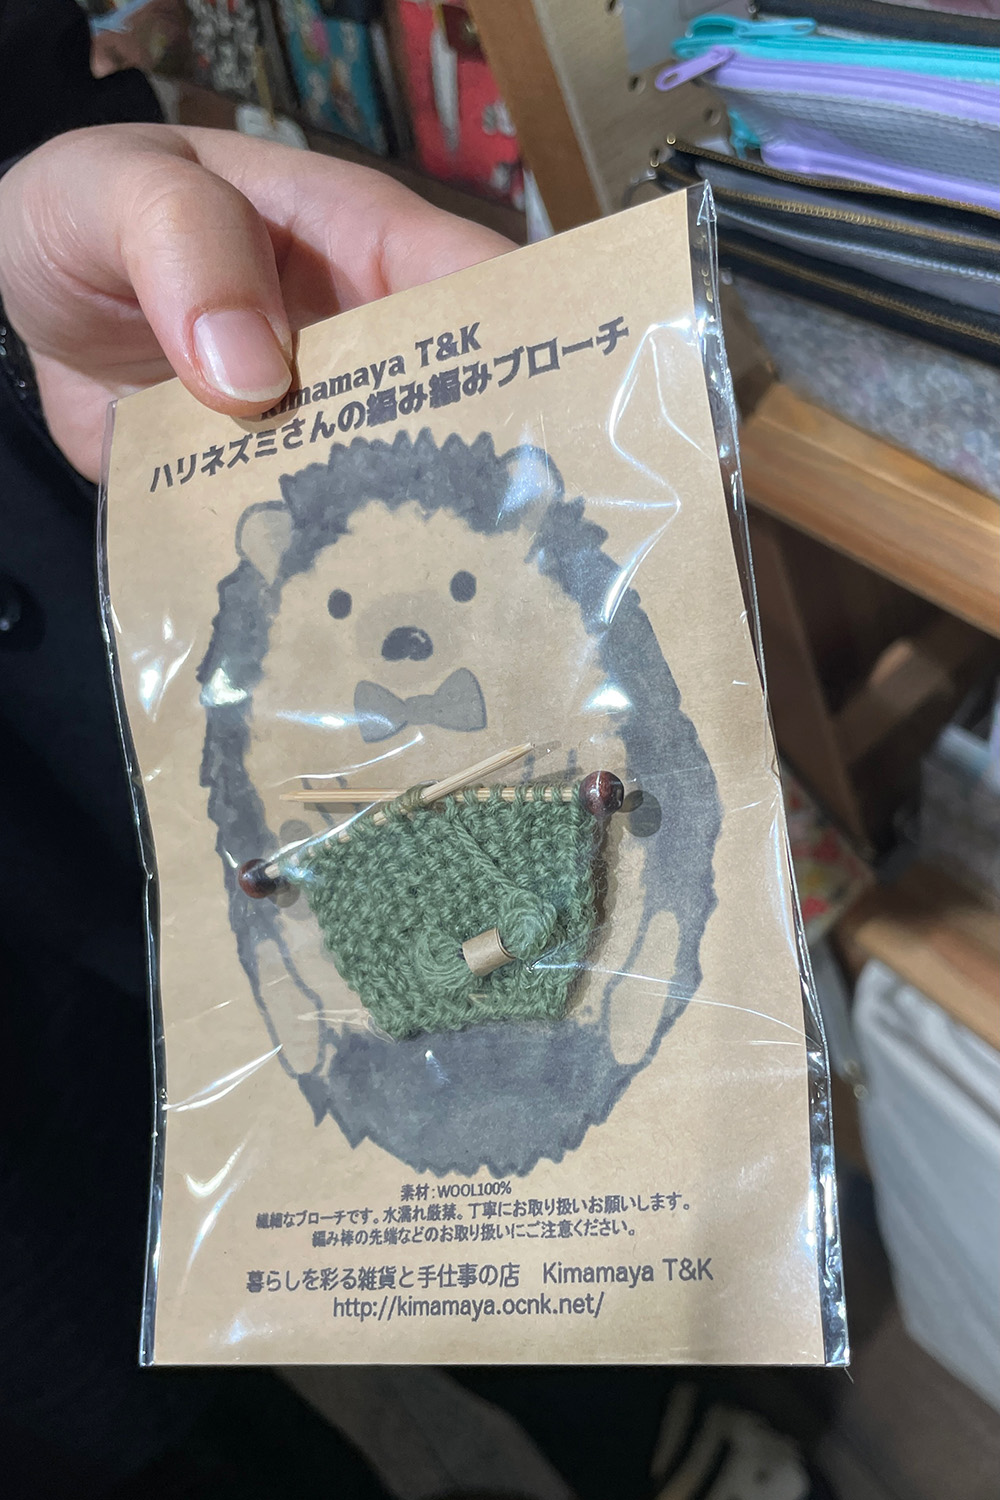 Kimamaya T&K
ハリネズミさんの編み編みブローチ
素材:WOOL100%
繊細なブローチです。水濡れ厳禁。丁寧にお取り扱いお願いします。
編み棒の先端などのお取り扱いにご注意ください。
暮らしを彩る雑貨と手仕事の店 Kimamaya T&K
http://kimamaya.ocnk.net/